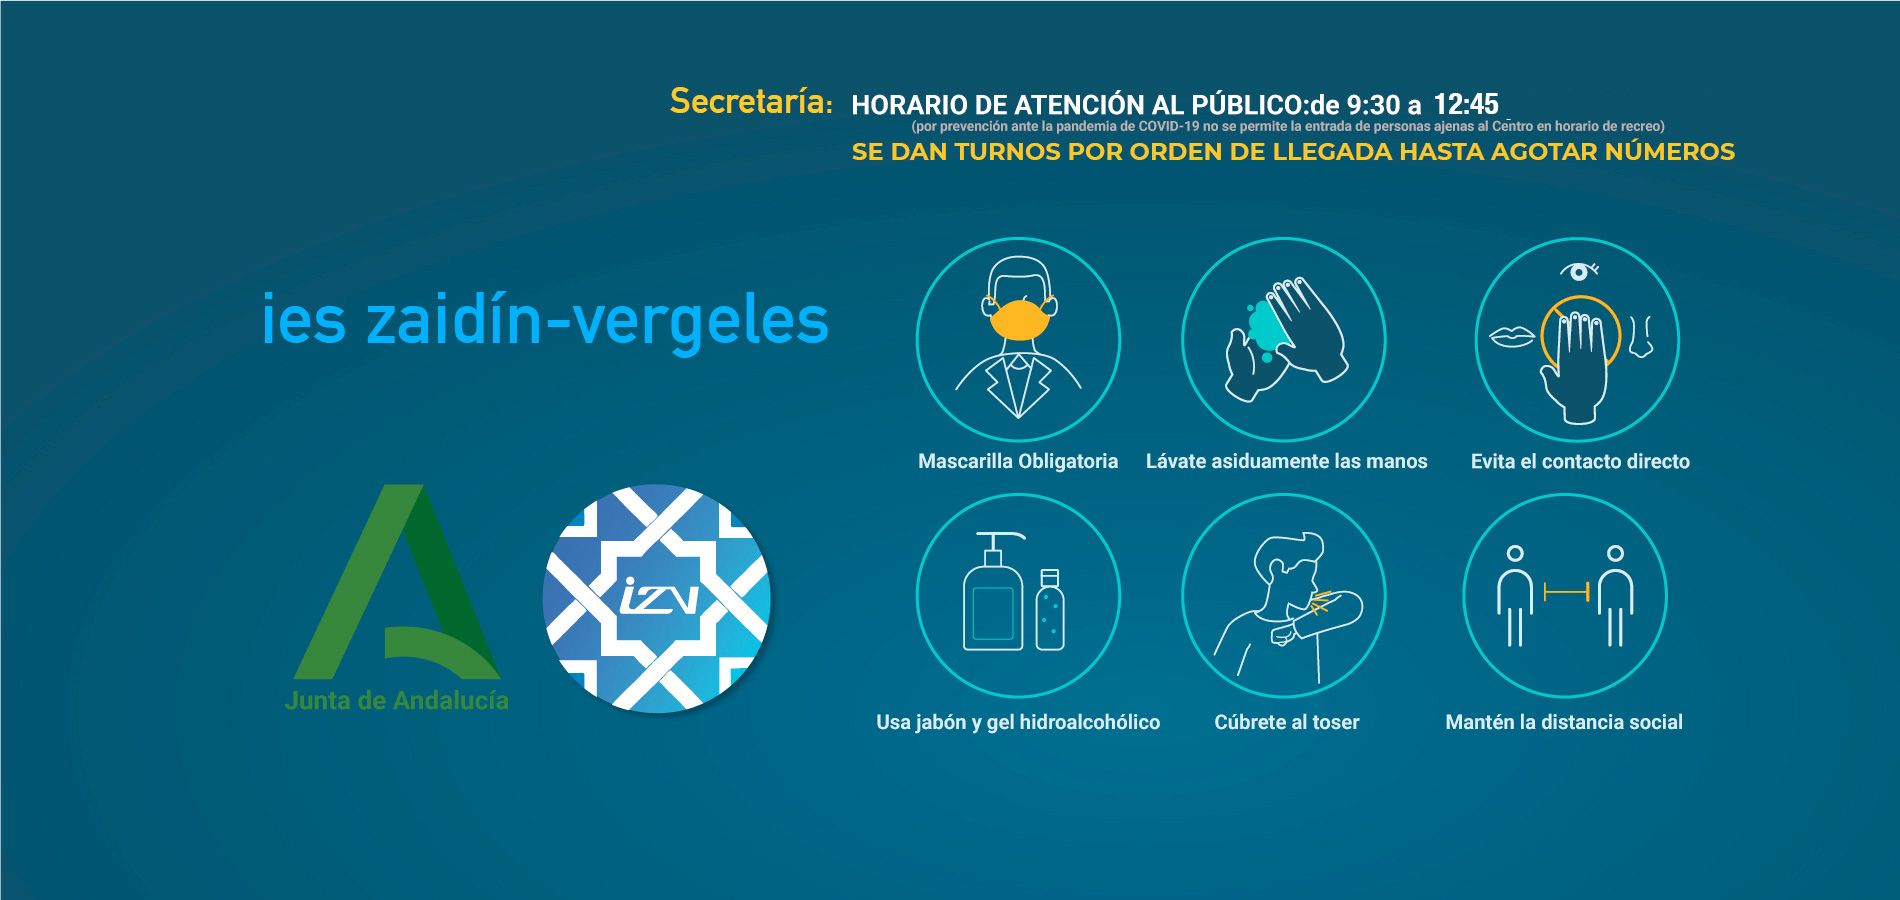 Secretaría: HORARIO DE ATENCIÓN AL PÚBLICO:de 9:30 a 12:45
(por prevención ante la pandemia de COVID-19 no se permite la entrada de personas ajenas al Centro en horario de recreo)
SE DAN TURNOS POR ORDEN DE LLEGADA HASTA AGOTAR NÚMEROS
ies zaidín-vergeles
Junta de Andalucía
izv
Mascarilla Obligatoria
Lávate asiduamente las manos
Evita el contacto directo
Usa jabón y gel hidroalcohólico
Cúbrete al toser
Mantén la distancia social